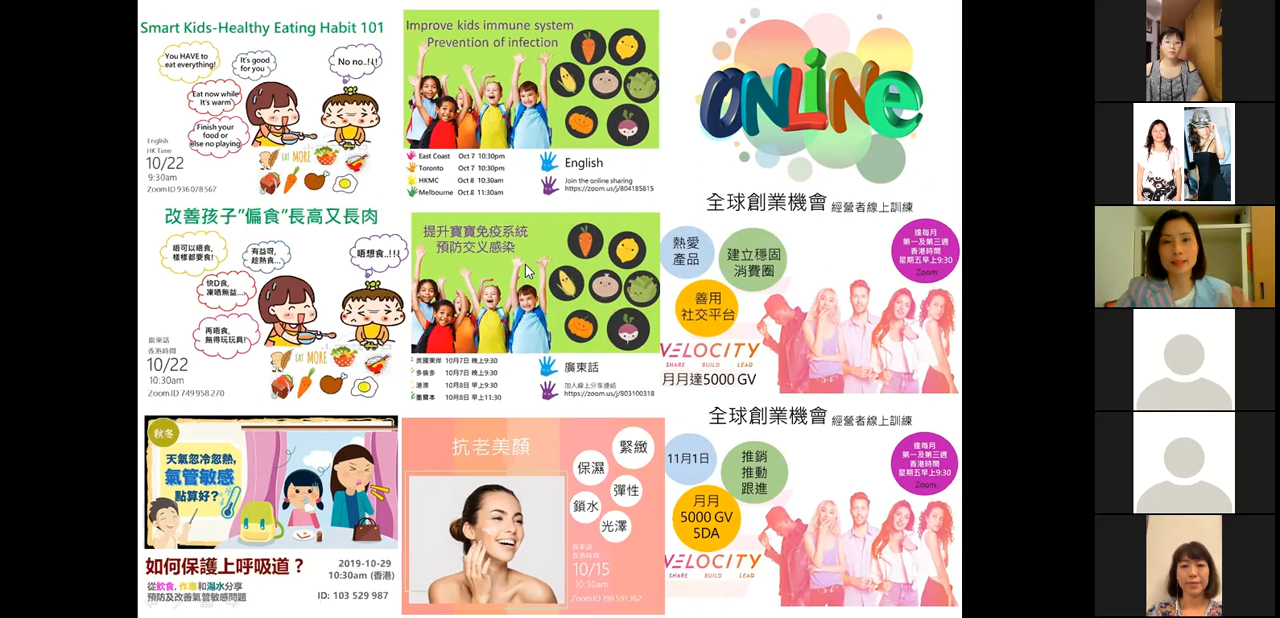 Smart Kids-Healthy Eating Habit 101
You HAVE to
eat everything!
It's good
for you
No no..!!!
Eat now while
It's warm
Finish your
food or
else no playing
English
HK Time
10/22
9:30am
Zoom ID 936 078 567
EAT MORE
Improve kids immune system
Prevention of infection
East Coast Oct 7 10:30pm
Toronto Oct 7 10:30pm
HKMC Oct 8 10:30am
Melbourne Oct 8 11:30am
English
Join the online sharing
https://zoom.us/j/804185815
ONLINe
改善孩子"偏食"長高又長肉
唔可以唔食,
樣樣都要食!
有益呀,
趁熱食...
唔想食..!!!
快D食,
凍晒無益...
再唔食,
無得玩玩具!
廣東話
香港時間
10/22
10:30am
Zoom ID 749 958 270
EAT MORE
提升寶寶免疫系統
預防交义感染
美國東岸 10月7日 晚上9:30
多倫多 10月7日 晚上9:30
港澳 10月8日 早上9:30
墨爾本 10月8日 早上11:30
廣東話
加入線上分享連結
https://zoom.us/j/803100318
全球創業機會 經營者線上訓練
熱愛
產品
建立穩固
消費圈
善用
社交平台
逢每月
第一及第三週
香港時間
星期五早上9:30
Zoom
VELOCITY
SHARE BUILD LEAD
月月達5000 GV
秋冬
天氣忽冷忽熱,
氣管敏感
點算好?
如何保護上呼吸道?
2019-10-29
10:30am (香港)
從飲食, 作息和湯水分享
預防及改善氣管敏感問題
ID: 103 529 987
抗老美顏
緊緻
保濕
彈性
鎖水
光澤
廣東話
香港時間
10/15
10:30am
全球創業機會 經營者線上訓練
11月1日
推銷
推動
跟進
月月
5000 GV
5DA
逢每月
第一及第三週
香港時間
星期五早上9:30
Zoom
VELOCITY
SHARE BUILD LEAD